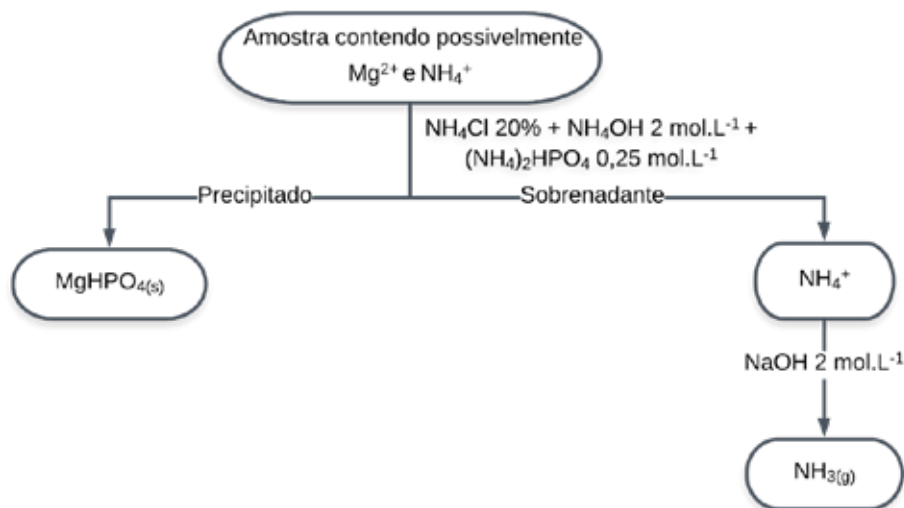 Amostra contendo possivelmente
Mg²⁺ e NH₄⁺
NH₄Cl 20% + NH₄OH 2 mol.L⁻¹ +
(NH₄)₂HPO₄ 0,25 mol.L⁻¹
Precipitado
Sobrenadante
MgHPO₄₍ₛ₎
NH₄⁺
NaOH 2 mol.L⁻¹
NH₃₍g₎